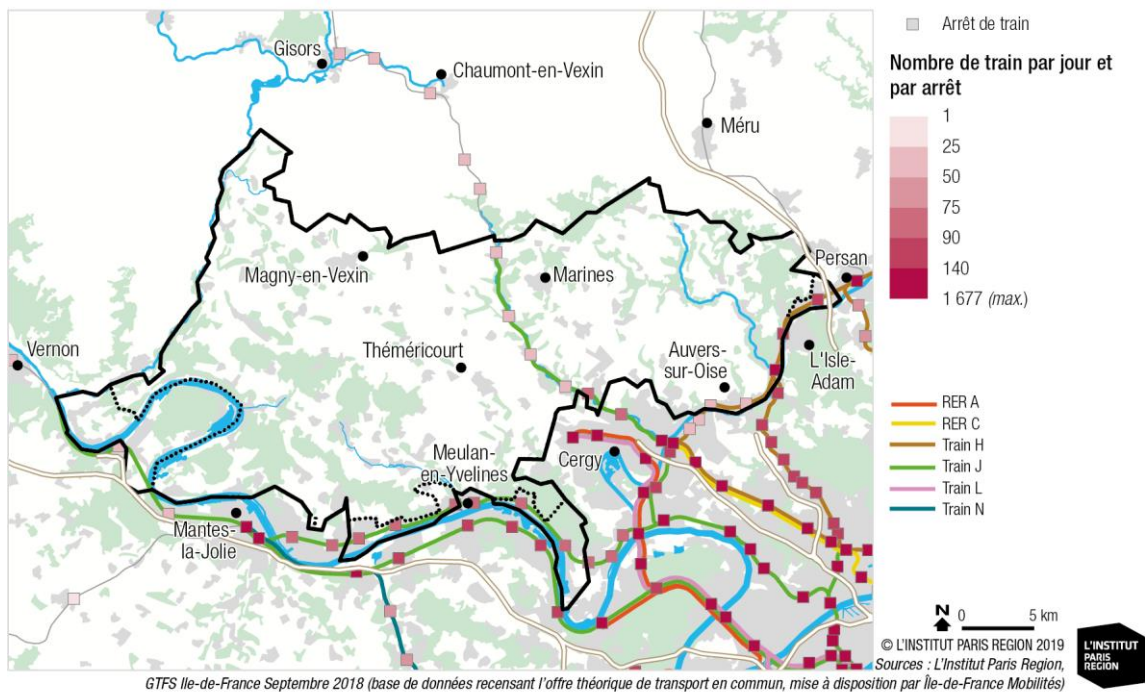 Gisors
Chaumont-en-Vexin
Méru
Magny-en-Vexin
Marines
Persan
Vernon
Théméricourt
Auvers-
sur-Oise
L'Isle-
Adam
Meulan-
en-Yvelines
Cergy
Mantes-
la-Jolie
Arrêt de train
Nombre de train par jour et
par arrêt
1
25
50
75
90
140
1 677 (max.)
RER A
RER C
Train H
Train J
Train L
Train N
N
0 5 km
© L'INSTITUT PARIS REGION 2019
Sources : L'Institut Paris Region,
GTFS Ile-de-France Septembre 2018 (base de données recensant l'offre théorique de transport en commun, mise à disposition par Île-de-France Mobilités)
L'INSTITUT
PARIS
REGION